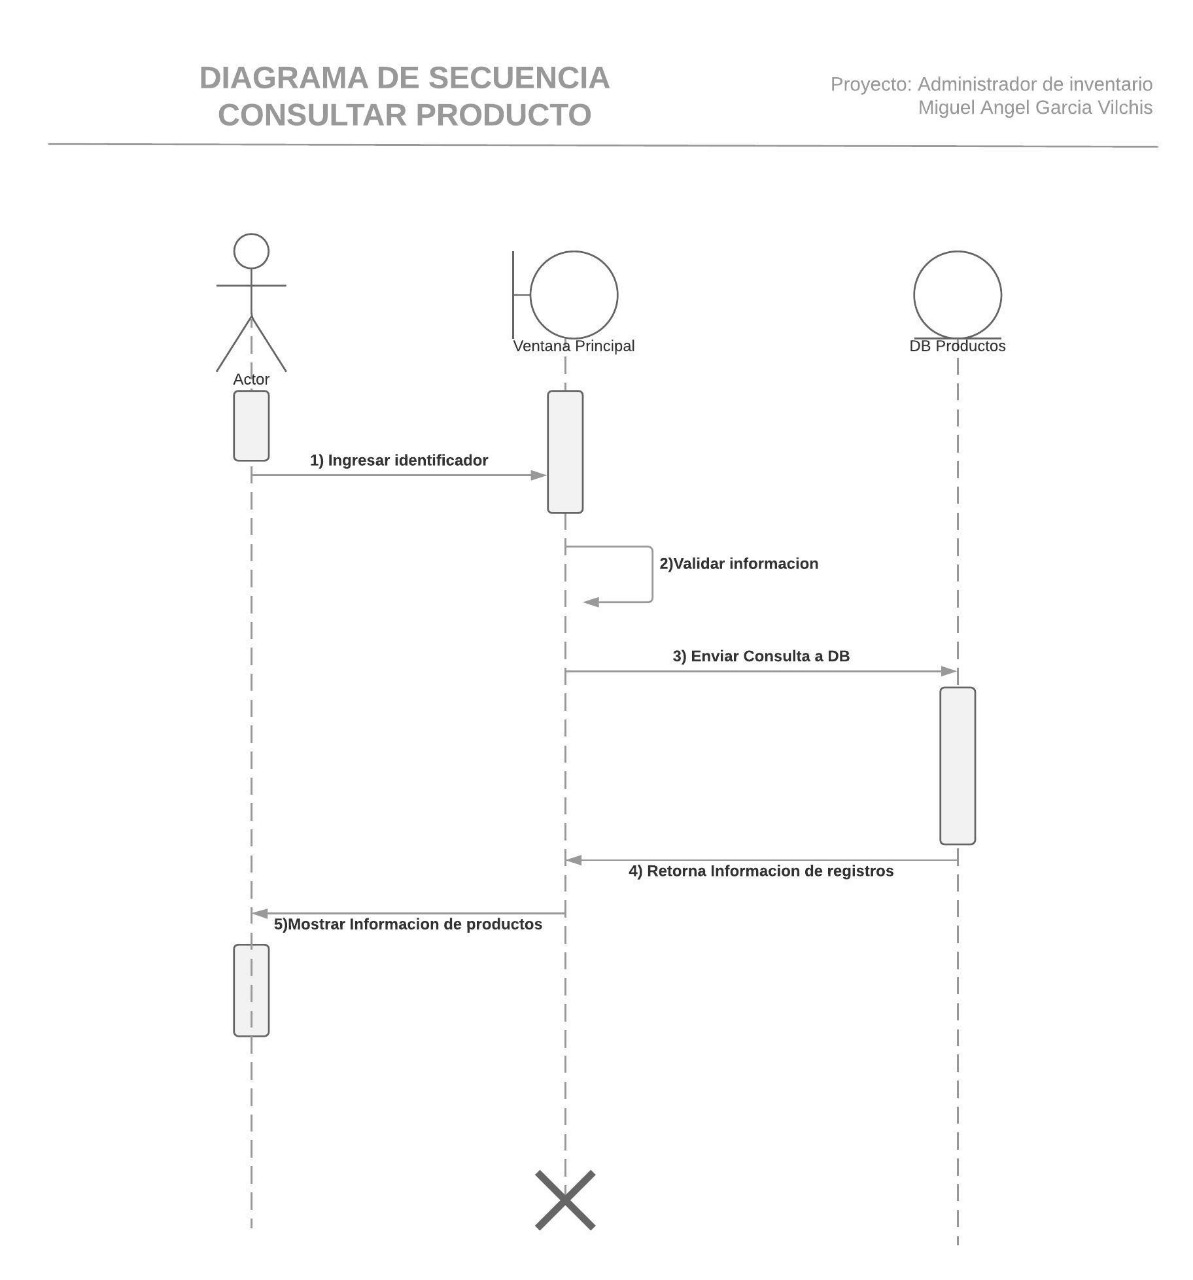 DIAGRAMA DE SECUENCIA
CONSULTAR PRODUCTO
Proyecto: Administrador de inventario
Miguel Angel Garcia Vilchis
Ventana Principal
DB Productos
Actor
1) Ingresar identificador
2)Validar informacion
3) Enviar Consulta a DB
4) Retorna Informacion de registros
5)Mostrar Informacion de productos